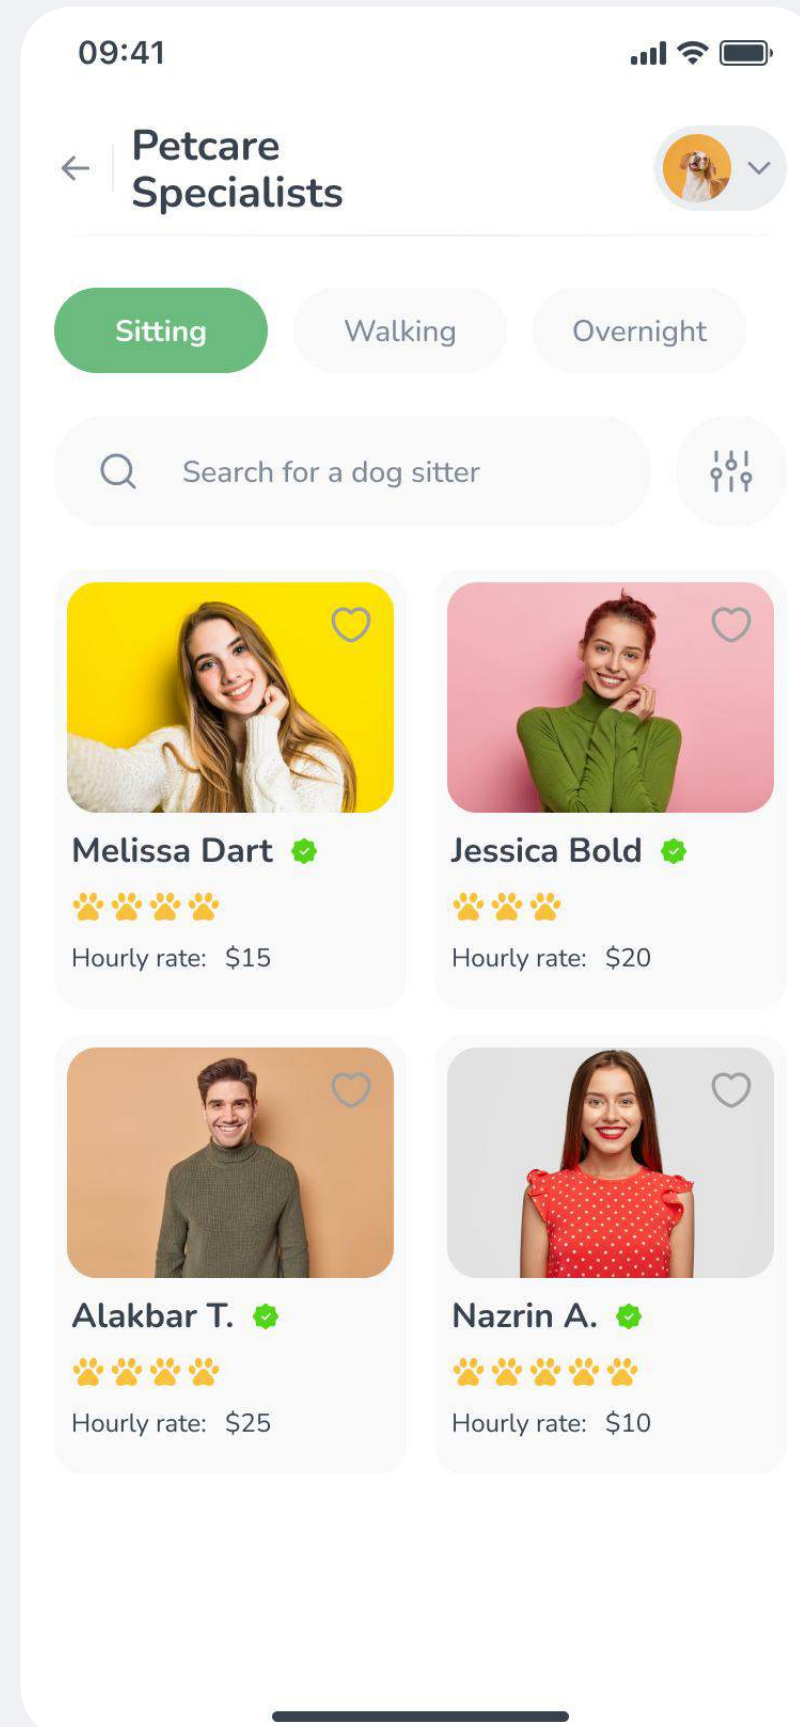 09:41
Petcare
Specialists
Sitting
Walking
Overnight
Search for a dog sitter
Melissa Dart
Jessica Bold
Hourly rate: $15
Hourly rate: $20
Alakbar T.
Nazrin A.
Hourly rate: $25
Hourly rate: $10